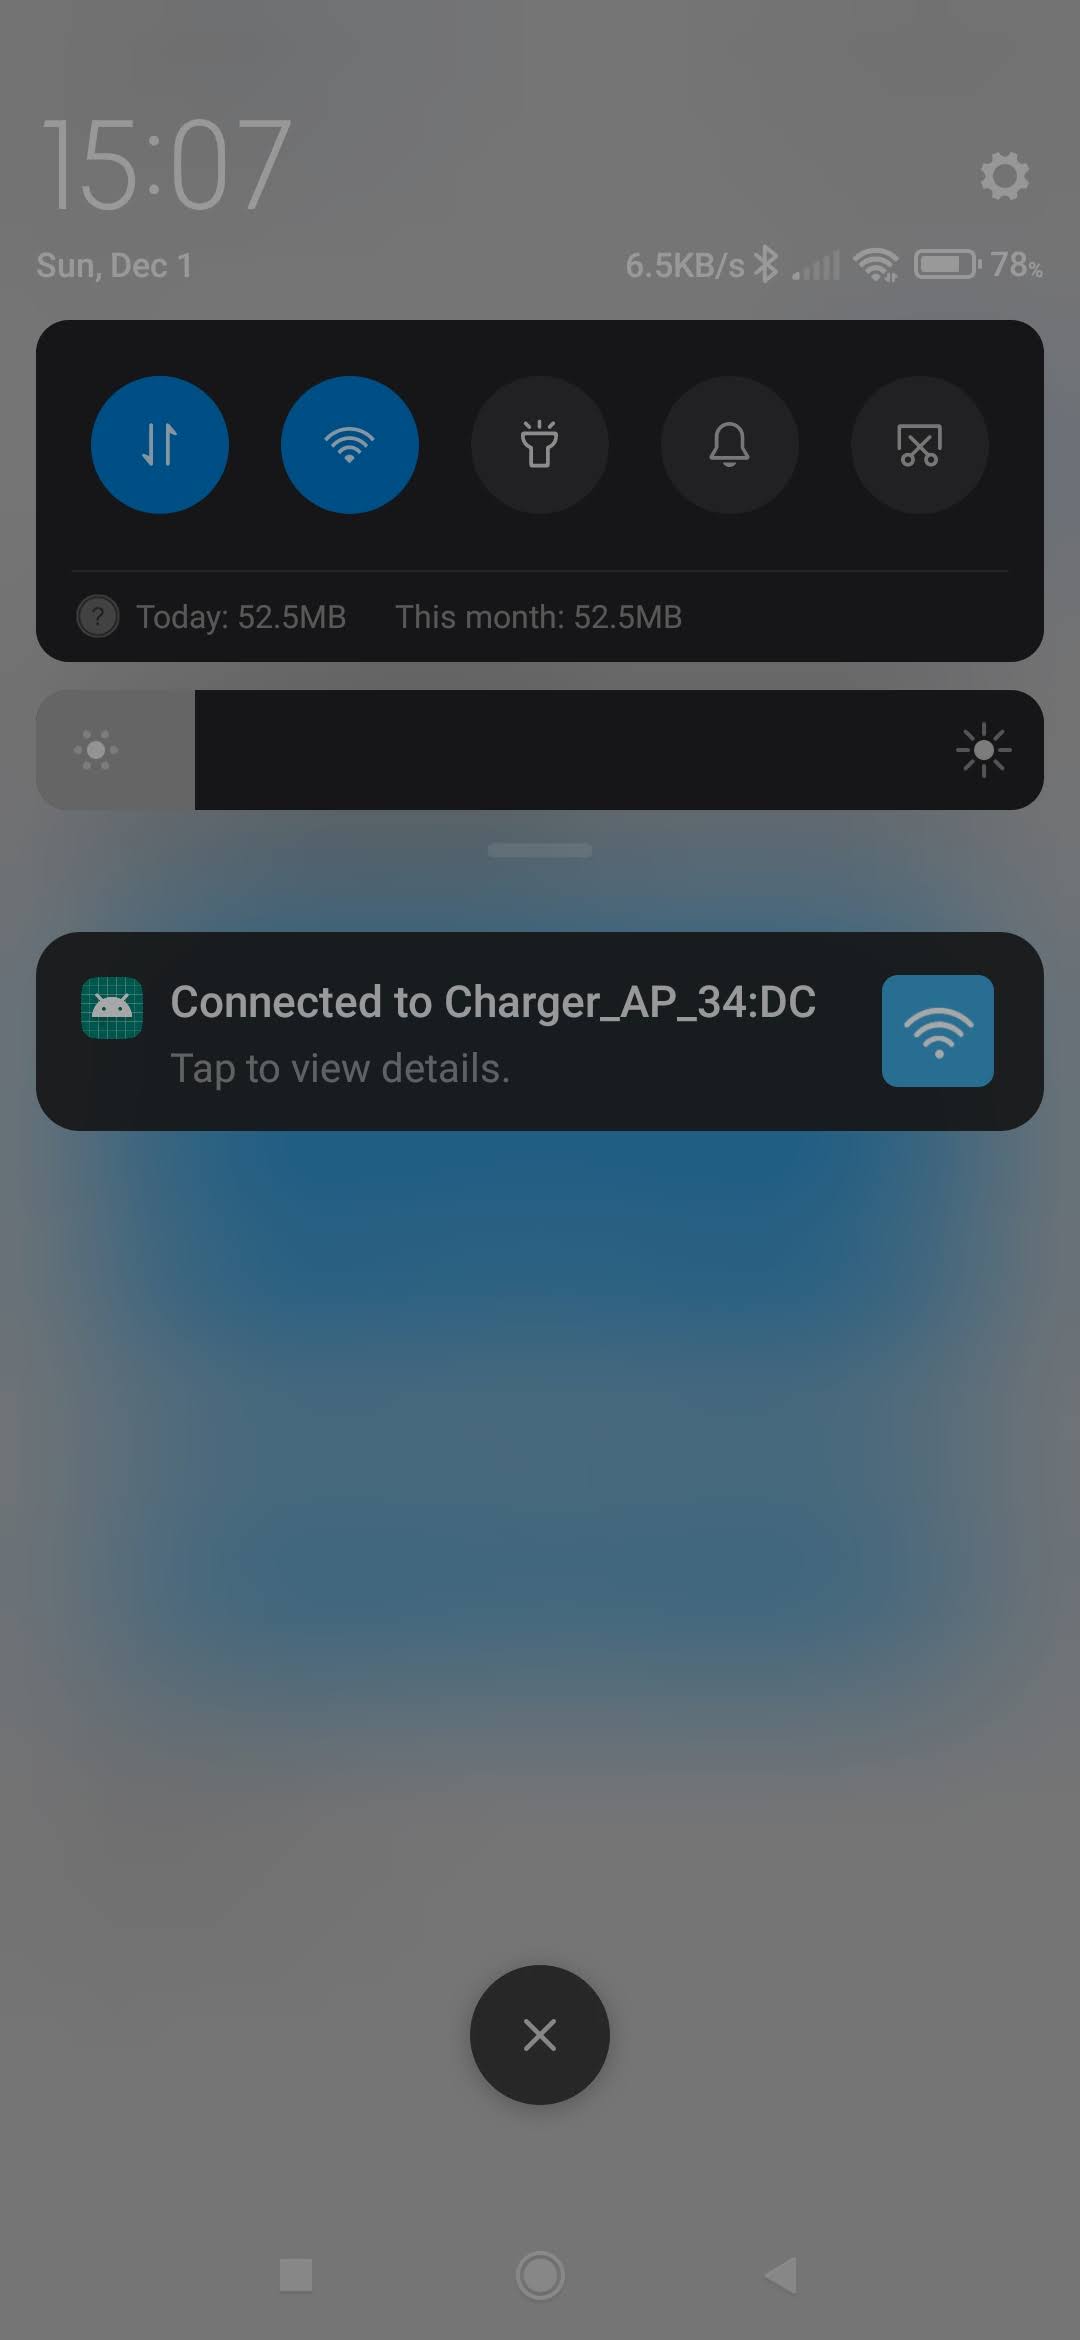 15:07
Sun, Dec 1
6.5KB/s 78%
? Today: 52.5MB This month: 52.5MB
Connected to Charger_AP_34:DC
Tap to view details.